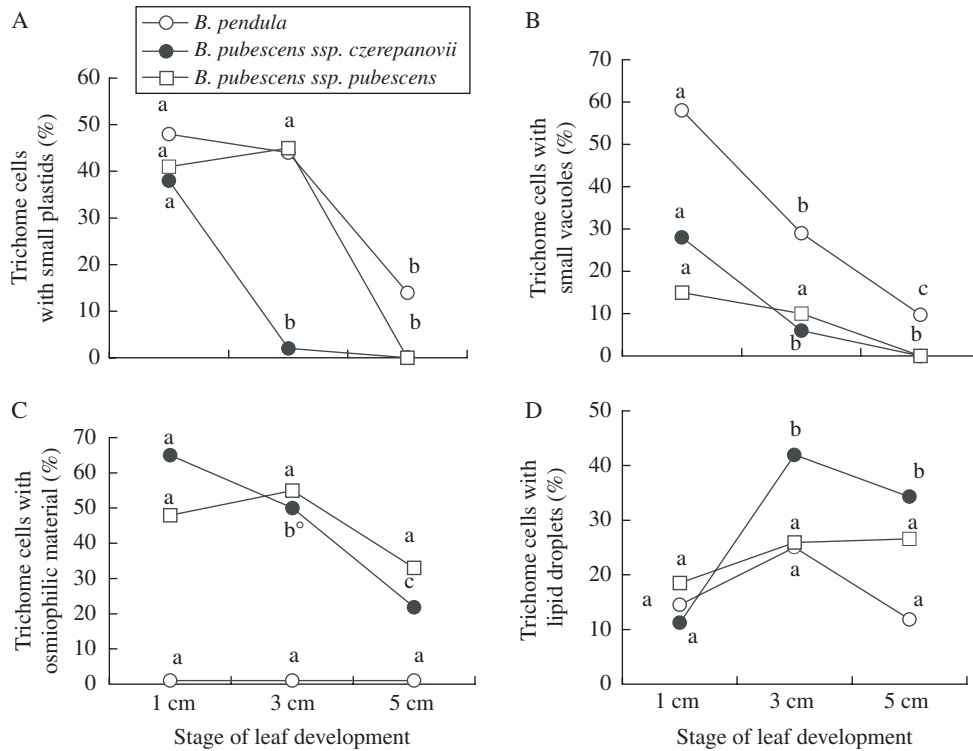 A
B. pendula
B. pubescens ssp. czerepanovii
B. pubescens ssp. pubescens
60
50
40
30
20
10
0
Trichome cells
with small plastids (%)
a
a
a
a
b
b
b
B
70
60
50
40
30
20
10
0
Trichome cells with
small vacuoles (%)
a
a
a
b
a
b
c
b
C
70
60
50
40
30
20
10
0
Trichome cells with
osmiophilic material (%)
a
a
a
b°
a
c
a
a
a
1 cm
3 cm
5 cm
Stage of leaf development
D
50
40
30
20
10
0
Trichome cells with
lipid droplets (%)
a
a
a
b
a
a
b
a
a
1 cm
3 cm
5 cm
Stage of leaf development